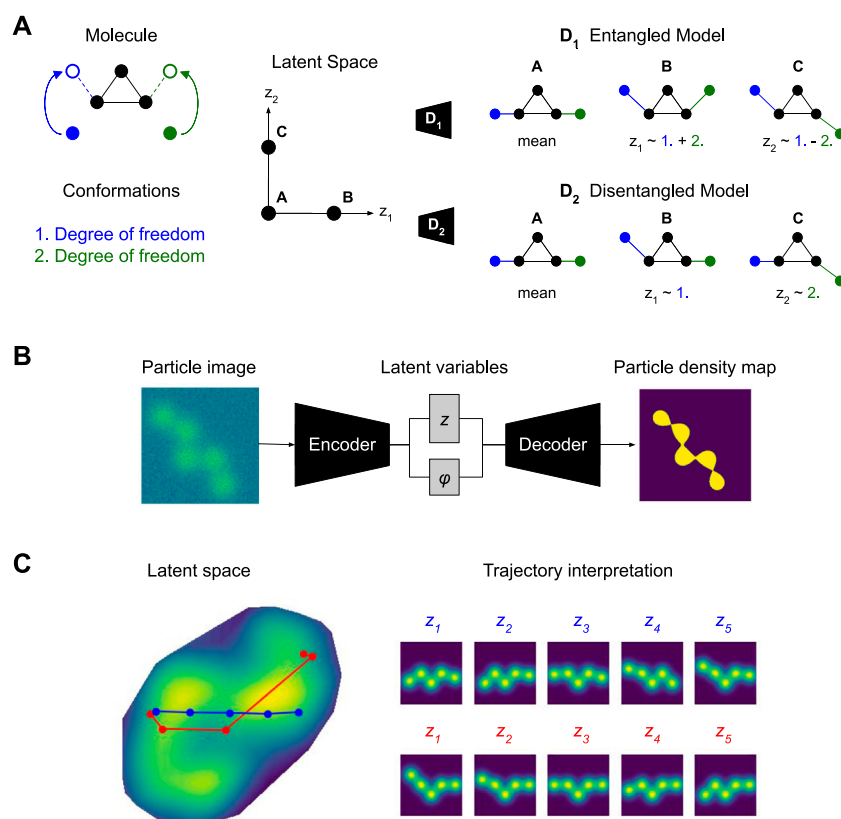 A
Molecule
Conformations
1. Degree of freedom
2. Degree of freedom
Latent Space
z2
C
A
B
z1
D1
D2
D1 Entangled Model
A
B
C
mean
z1 ~ 1. + 2.
z2 ~ 1. - 2.
D2 Disentangled Model
A
B
C
mean
z1 ~ 1.
z2 ~ 2.
B
Particle image
Latent variables
Particle density map
Encoder
z
φ
Decoder
C
Latent space
Trajectory interpretation
z1 z2 z3 z4 z5
z1 z2 z3 z4 z5